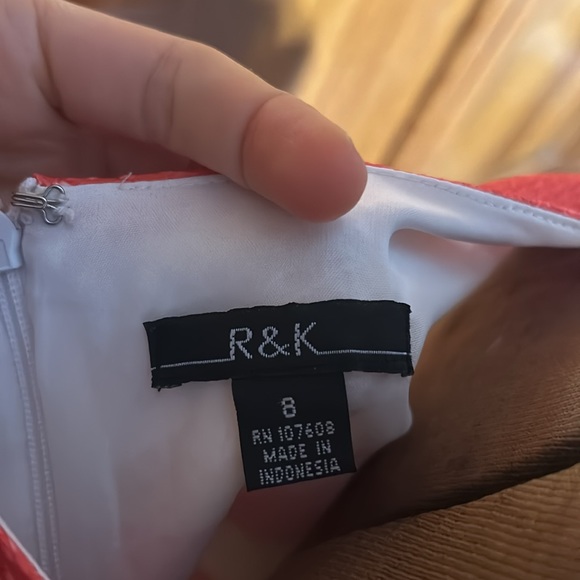 R&K
8
RN 107608
MADE IN
INDONESIA